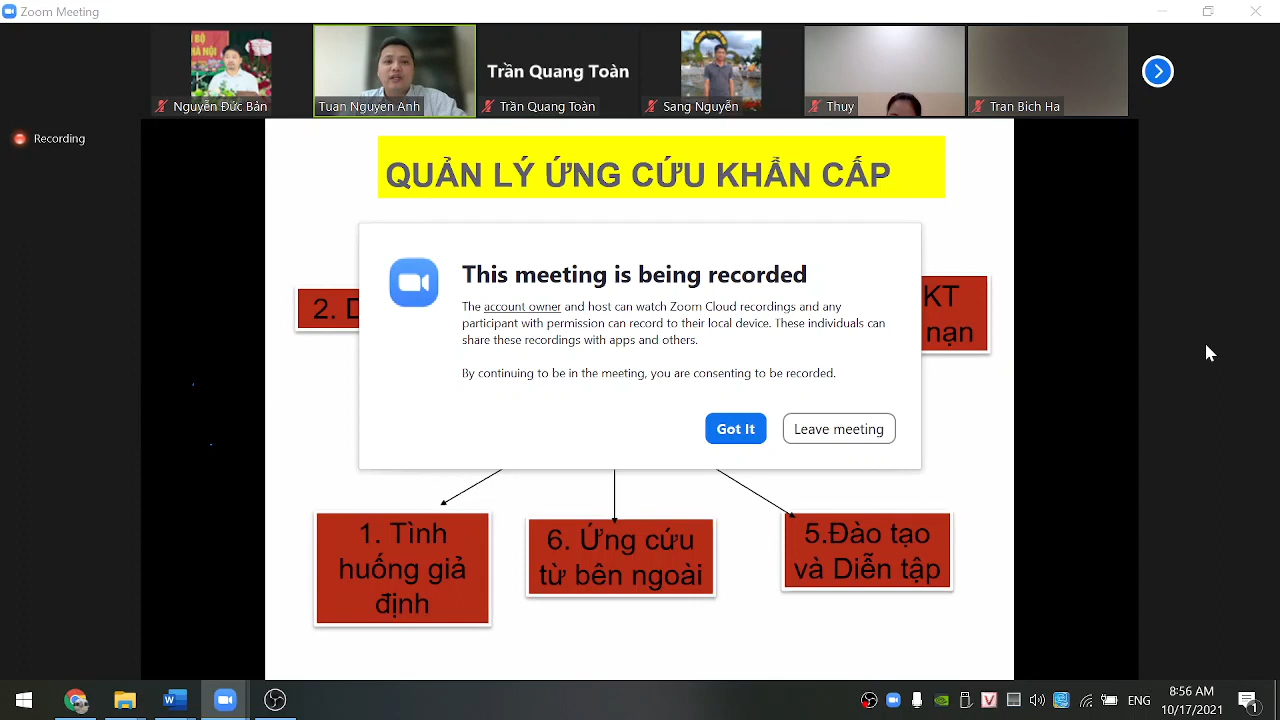 Zoom Meeting
Nguyễn Đức Bản
Tuan Nguyen Anh
Trần Quang Toàn
Trần Quang Toàn
Sang Nguyễn
Thuy
Tran Bich Ha
Recording
QUẢN LÝ ỨNG CỨU KHẨN CẤP
This meeting is being recorded
The account owner and host can watch Zoom Cloud recordings and any
participant with permission can record to their local device. These individuals can
share these recordings with apps and others.
By continuing to be in the meeting, you are consenting to be recorded.
Got It
Leave meeting
2. D
KT
nạn
1. Tình
huống giả
định
6. Ứng cứu
từ bên ngoài
5.Đào tạo
và Diễn tập
ENG
8:56 AM
10/17/2021